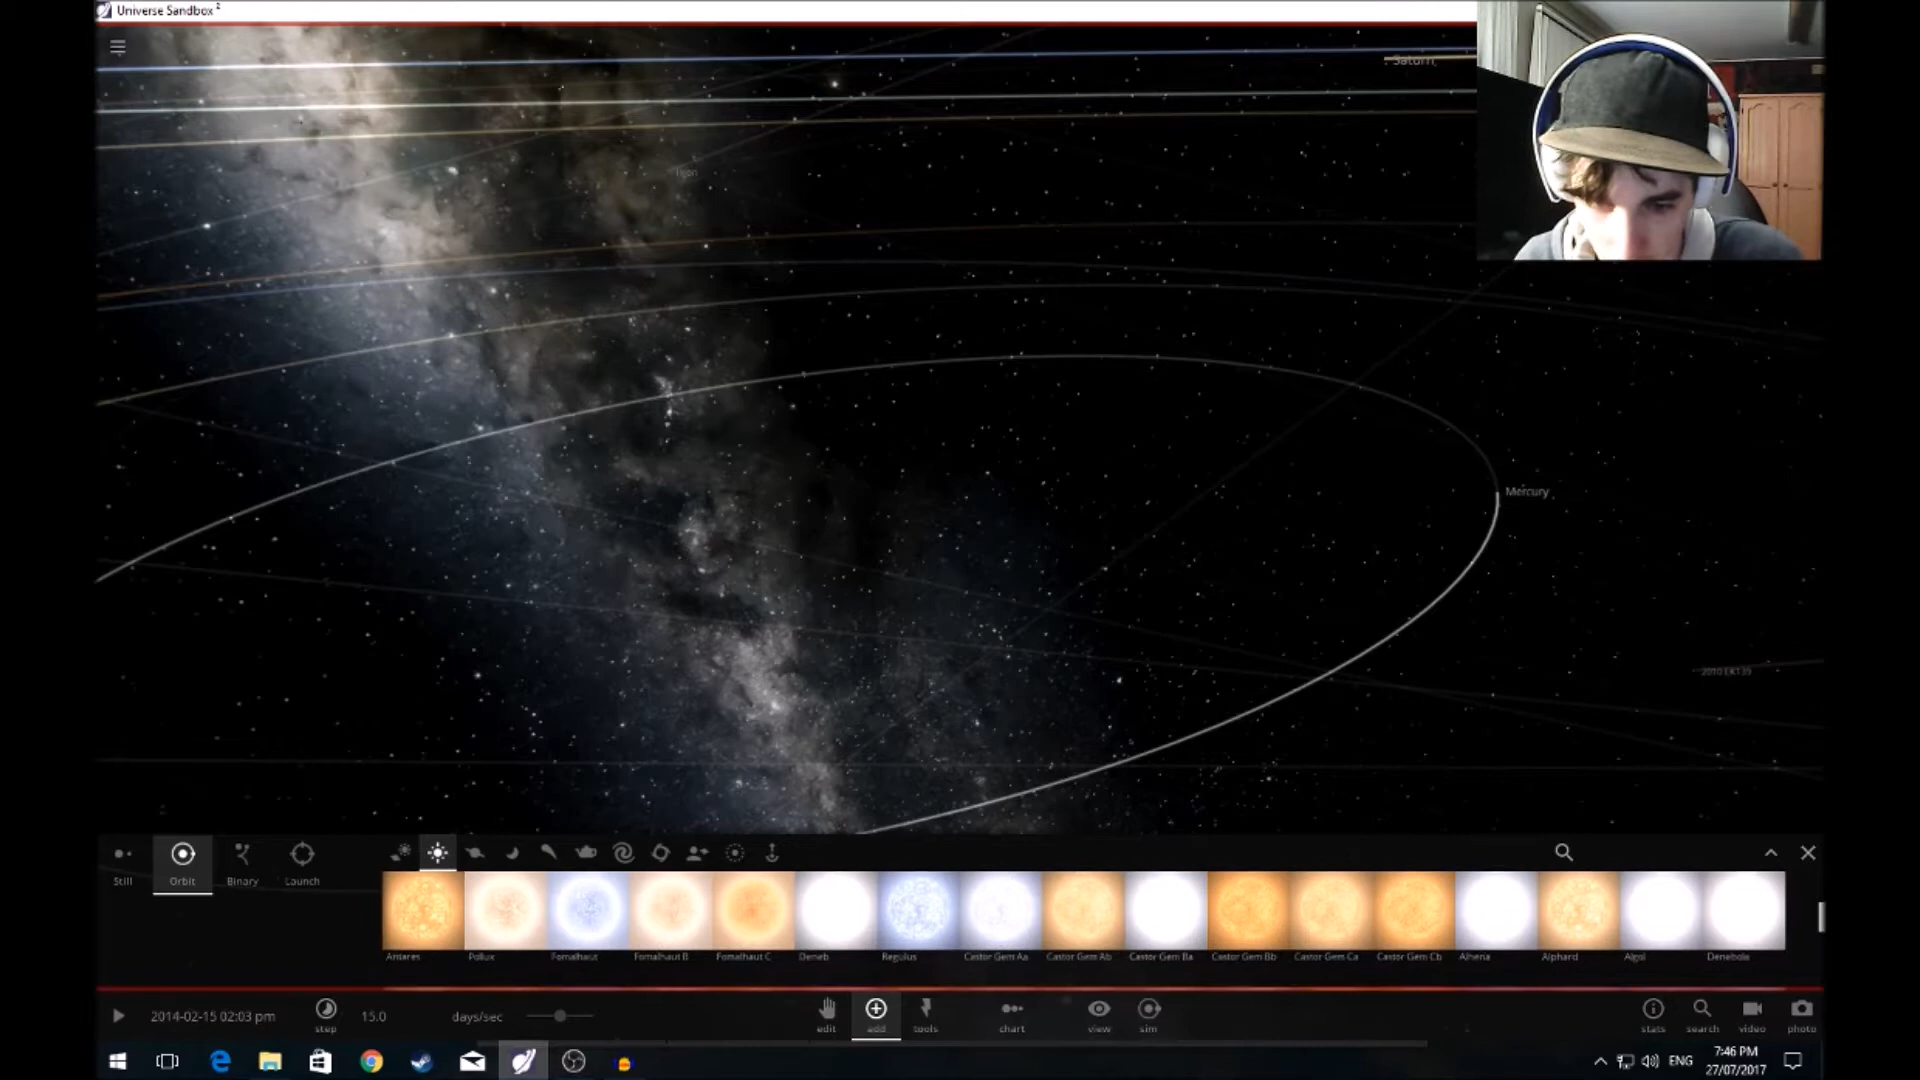 Universe Sandbox ²
Saturn
Ixion
Mercury
2010 EK139
Still
Orbit
Binary
Launch
Antares
Pollux
Fomalhaut
Fomalhaut B
Fomalhaut C
Deneb
Regulus
Castor Gem Aa
Castor Gem Ab
Castor Gem Ba
Castor Gem Bb
Castor Gem Ca
Castor Gem Cb
Alhena
Alphard
Algol
Denebola
2014-02-15 02:03 pm
step
15.0
days/sec
edit
add
tools
chart
view
sim
stats
search
video
photo
ENG
7:46 PM
27/07/2017